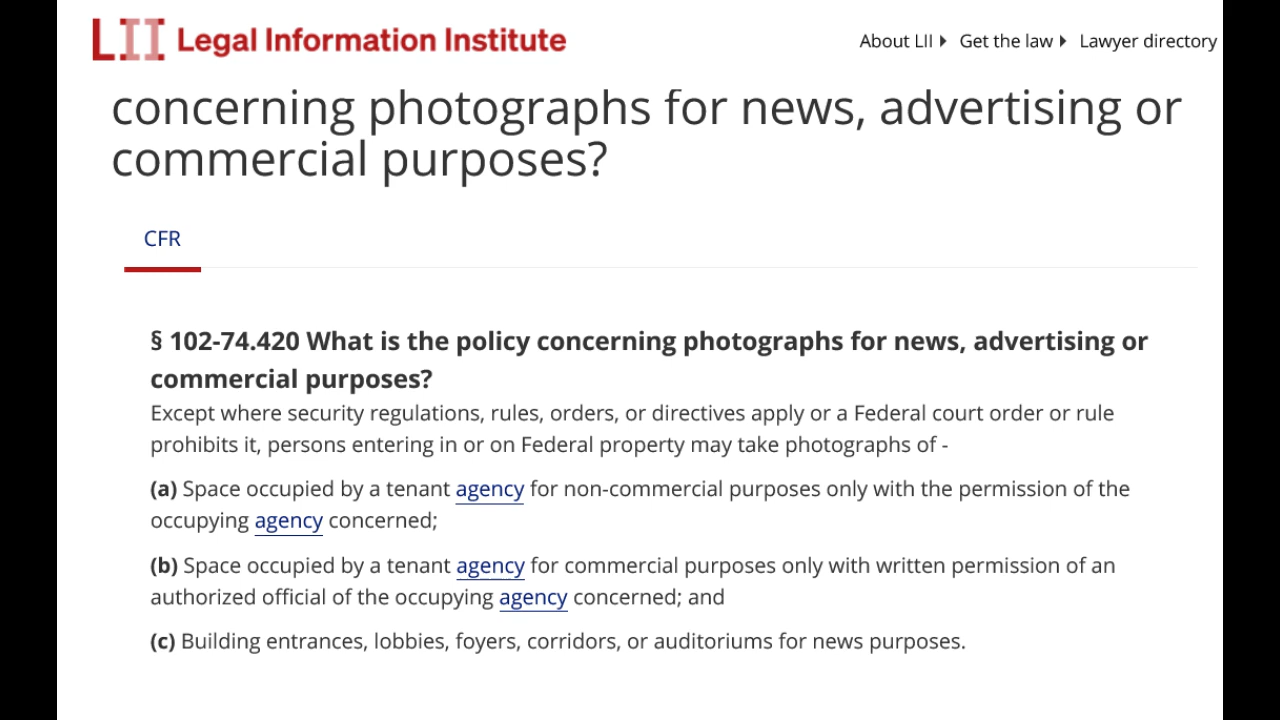 LII Legal Information Institute
About LII Get the law Lawyer directory
concerning photographs for news, advertising or
commercial purposes?
CFR
§ 102-74.420 What is the policy concerning photographs for news, advertising or
commercial purposes?
Except where security regulations, rules, orders, or directives apply or a Federal court order or rule
prohibits it, persons entering in or on Federal property may take photographs of -
(a) Space occupied by a tenant agency for non-commercial purposes only with the permission of the
occupying agency concerned;
(b) Space occupied by a tenant agency for commercial purposes only with written permission of an
authorized official of the occupying agency concerned; and
(c) Building entrances, lobbies, foyers, corridors, or auditoriums for news purposes.